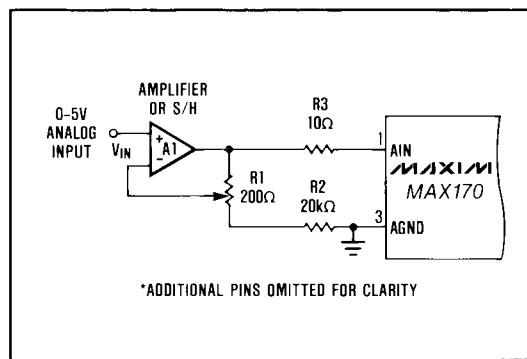 AMPLIFIER
OR S/H
0–5V
ANALOG
INPUT
VIN
+
−
A1
R3
10Ω
1
AIN
MAXIM
MAX170
R1
200Ω
R2
20kΩ
3
AGND
*ADDITIONAL PINS OMITTED FOR CLARITY